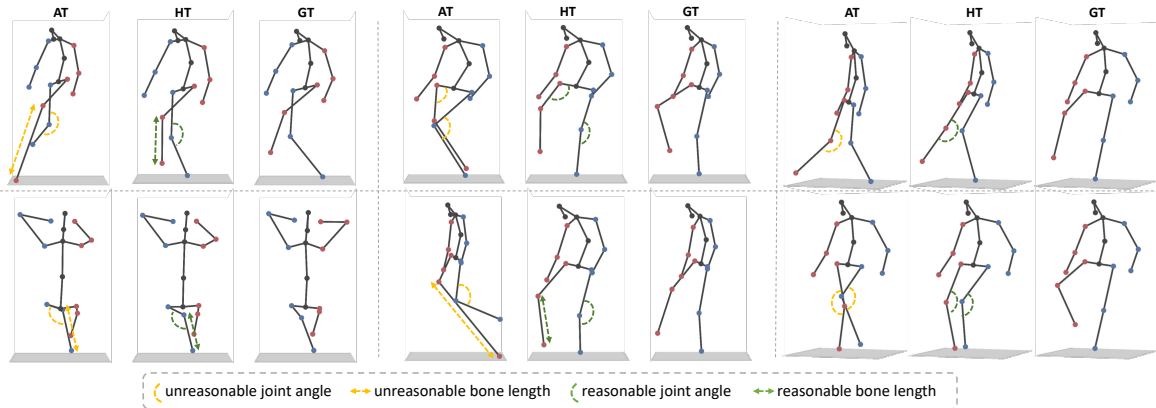 AT HT GT AT HT GT AT HT GT
unreasonable joint angle unreasonable bone length reasonable joint angle reasonable bone length